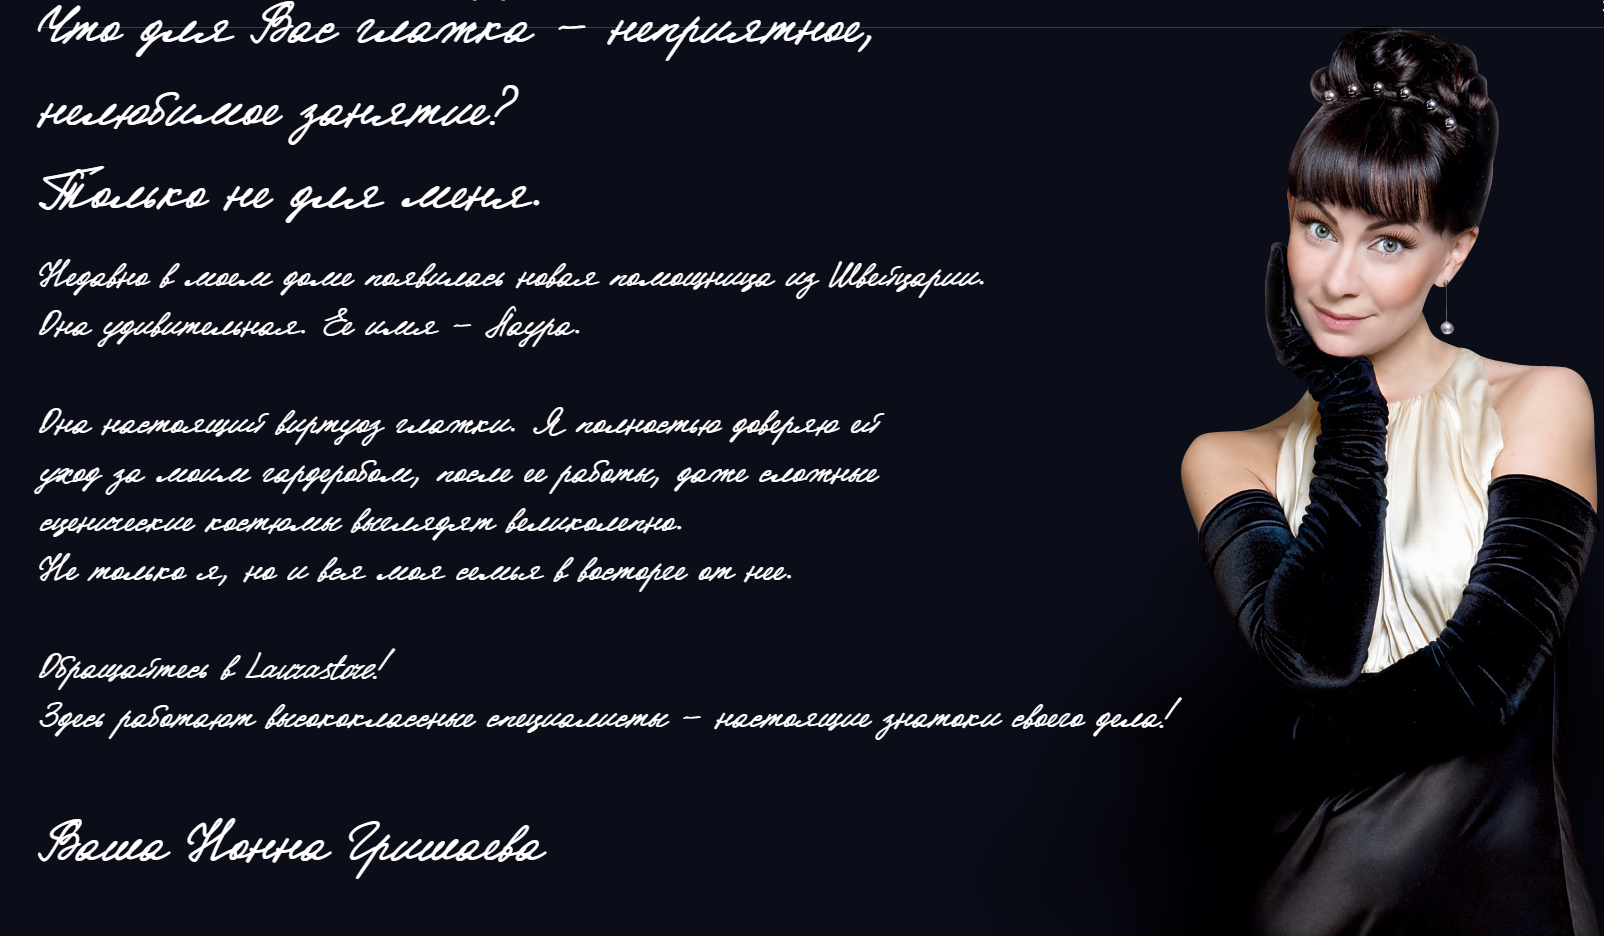 Что для Вас глажка – неприятное,
нелюбимое занятие?
Только не для меня.
Недавно в моем доме появилась новая помощница из Швейцарии.
Она удивительная. Ее имя – Лаура.
Она настоящий виртуоз глажки. Я полностью доверяю ей
уход за моим гардеробом, после ее работы, даже сложные
сценические костюмы выглядят великолепно.
Не только я, но и вся моя семья в восторге от нее.
Обращайтесь в Laurastore!
Здесь работают высококлассные специалисты – настоящие знатоки своего дела!
Ваша Нонна Гришаева